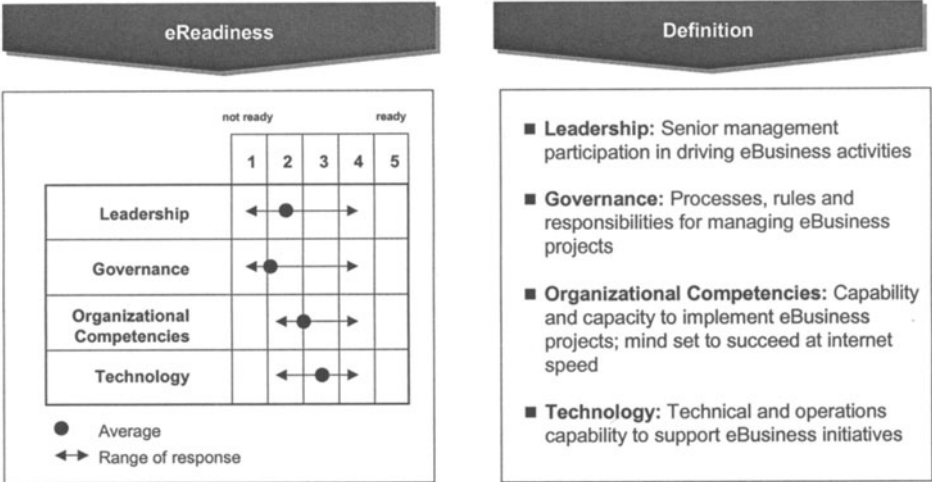 eReadiness
not ready ready
1 2 3 4 5
Leadership
Governance
Organizational
Competencies
Technology
Average
Range of response
Definition
■ Leadership: Senior management
participation in driving eBusiness activities
■ Governance: Processes, rules and
responsibilities for managing eBusiness
projects
■ Organizational Competencies: Capability
and capacity to implement eBusiness
projects; mind set to succeed at internet
speed
■ Technology: Technical and operations
capability to support eBusiness initiatives